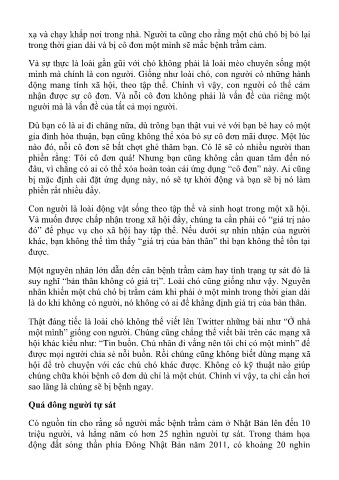 xạ và chạy khắp nơi trong nhà. Người ta cũng cho rằng một chú chó bị bỏ lại
trong thời gian dài và bị cô đơn một mình sẽ mắc bệnh trầm cảm.
Và sự thực là loài gần gũi với chó không phải là loài mèo chuyên sống một
mình mà chính là con người. Giống như loài chó, con người có những hành
động mang tính xã hội, theo tập thể. Chính vì vậy, con người có thể cảm
nhận được sự cô đơn. Và nỗi cô đơn không phải là vấn đề của riêng một
người mà là vấn đề của tất cả mọi người.
Dù bạn có là ai đi chăng nữa, dù trông bạn thật vui vẻ với bạn bè hay có một
gia đình hòa thuận, bạn cũng không thể xóa bỏ sự cô đơn mãi được. Một lúc
nào đó, nỗi cô đơn sẽ bất chợt ghé thăm bạn. Có lẽ sẽ có nhiều người than
phiền rằng: Tôi cô đơn quá! Nhưng bạn cũng không cần quan tâm đến nó
đâu, vì chẳng có ai có thể xóa hoàn toàn cái ứng dụng “cô đơn” này. Ai cũng
bị mặc định cài đặt ứng dụng này, nó sẽ tự khởi động và bạn sẽ bị nó làm
phiền rất nhiều đấy.
Con người là loài động vật sống theo tập thể và sinh hoạt trong một xã hội.
Và muốn được chấp nhận trong xã hội đấy, chúng ta cần phải có “giá trị nào
đó” để phục vụ cho xã hội hay tập thể. Nếu dưới sự nhìn nhận của người
khác, bạn không thể tìm thấy “giá trị của bản thân” thì bạn không thể tồn tại
được.
Một nguyên nhân lớn dẫn đến căn bệnh trầm cảm hay tình trạng tự sát đó là
suy nghĩ “bản thân không có giá trị”. Loài chó cũng giống như vậy. Nguyên
nhân khiến một chú chó bị trầm cảm khi phải ở một mình trong thời gian dài
là do khi không có người, nó không có ai để khẳng định giá trị của bản thân.
Thật đáng tiếc là loài chó không thể viết lên Twitter những bài như “Ở nhà
một mình” giống con người. Chúng cũng chẳng thể viết bài trên các mạng xã
hội khác kiểu như: “Tin buồn. Chủ nhân đi vắng nên tôi chỉ có một mình” để
được mọi người chia sẻ nỗi buồn. Rồi chúng cũng không biết dùng mạng xã
hội để trò chuyện với các chú chó khác được. Không có kỹ thuật nào giúp
chúng chữa khỏi bệnh cô đơn dù chỉ là một chút. Chính vì vậy, ta chỉ cần hơi
sao lãng là chúng sẽ bị bệnh ngay.
Quá đông người tự sát
Có nguồn tin cho rằng số người mắc bệnh trầm cảm ở Nhật Bản lên đến 10
triệu người, và hằng năm có hơn 25 nghìn người tự sát. Trong thảm họa
động đất sóng thần phía Đông Nhật Bản năm 2011, có khoảng 20 nghìn